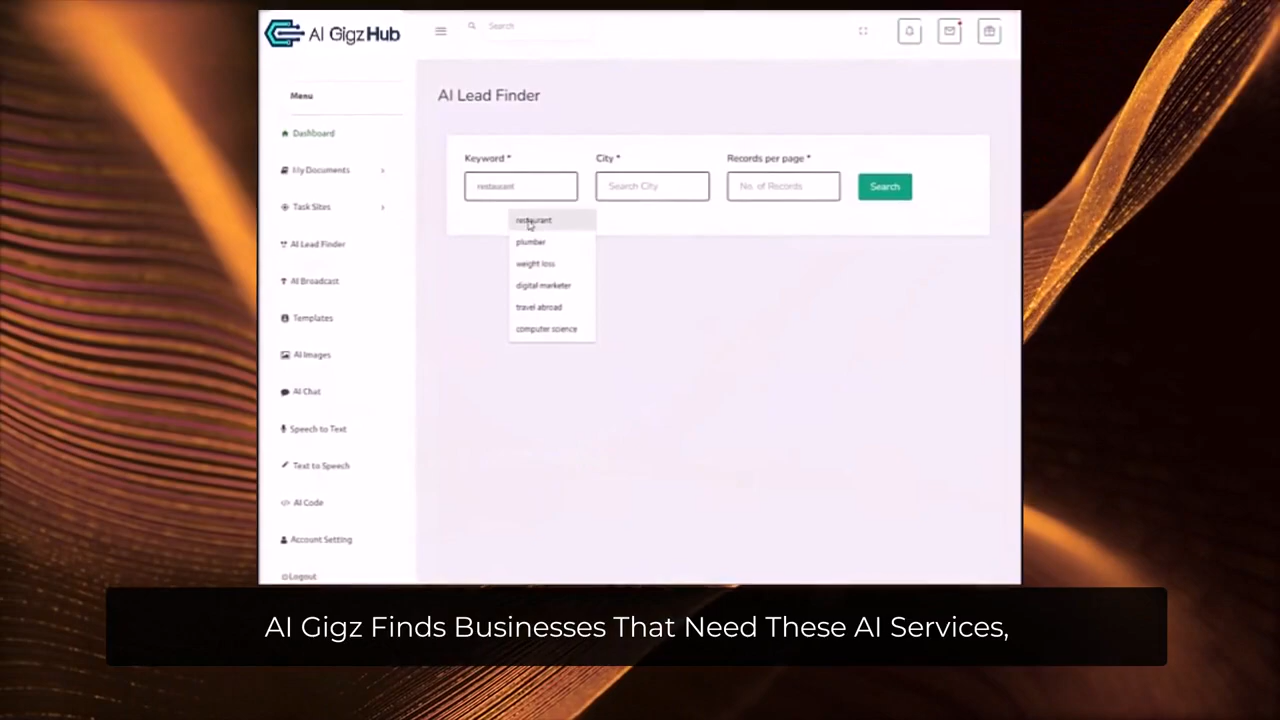 AI GigzHub
Search
Menu
Dashboard
My Documents
Task Sites
AI Lead Finder
AI Broadcast
Templates
AI Images
AI Chat
Speech to Text
Text to Speech
AI Code
Account Setting
Logout
AI Lead Finder
Keyword *
City *
Records per page *
restaurant
Search City
No. of Records
Search
restaurant
plumber
weight loss
digital marketer
travel abroad
computer science
AI Gigz Finds Businesses That Need These AI Services,